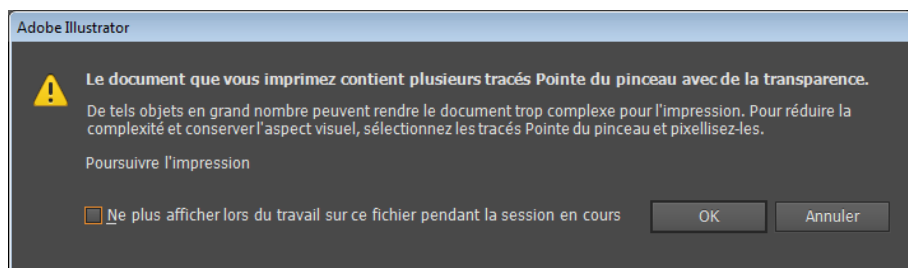 Adobe Illustrator
Le document que vous imprimez contient plusieurs tracés Pointe du pinceau avec de la transparence.
De tels objets en grand nombre peuvent rendre le document trop complexe pour l'impression. Pour réduire la
complexité et conserver l'aspect visuel, sélectionnez les tracés Pointe du pinceau et pixellisez-les.
Poursuivre l'impression
Ne plus afficher lors du travail sur ce fichier pendant la session en cours
OK
Annuler